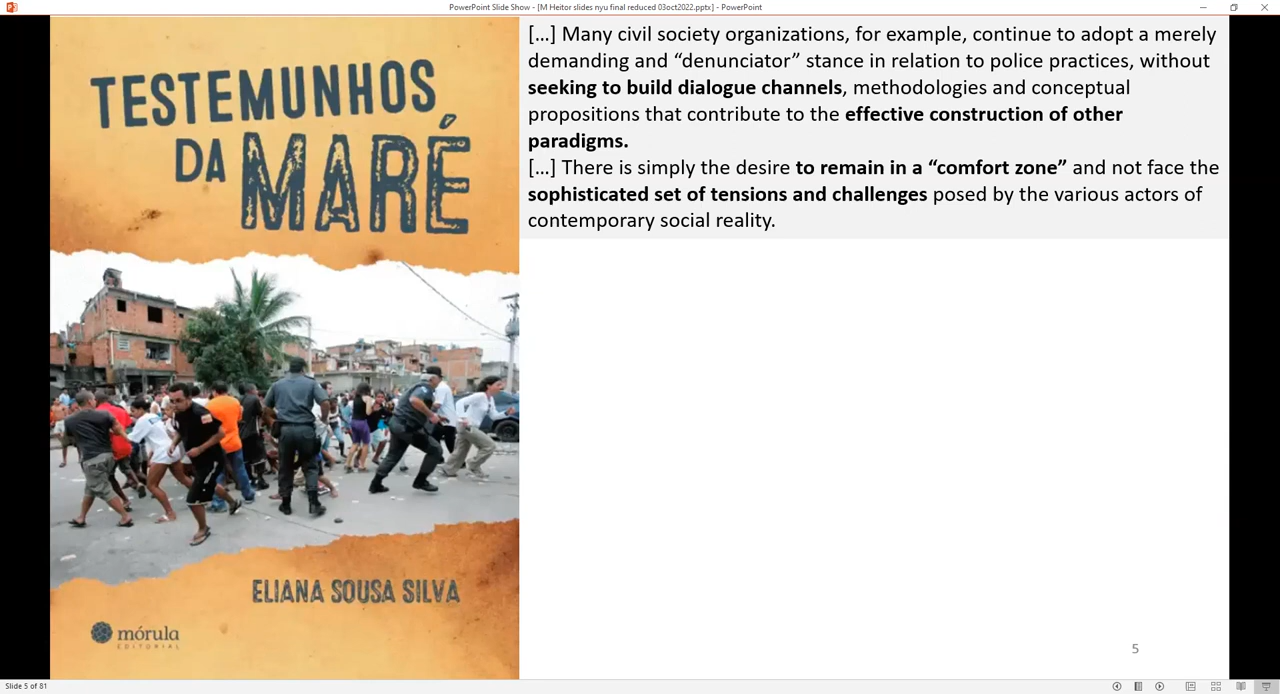 PowerPoint Slide Show - [M Heitor slides nyu final reduced 03oct2022.pptx] - PowerPoint
TESTEMUNHOS
DA MARÉ
ELIANA SOUSA SILVA
mórula
EDITORIAL
[...] Many civil society organizations, for example, continue to adopt a merely
demanding and “denunciator” stance in relation to police practices, without
seeking to build dialogue channels, methodologies and conceptual
propositions that contribute to the effective construction of other
paradigms.
[...] There is simply the desire to remain in a “comfort zone” and not face the
sophisticated set of tensions and challenges posed by the various actors of
contemporary social reality.
5
Slide 5 of 81